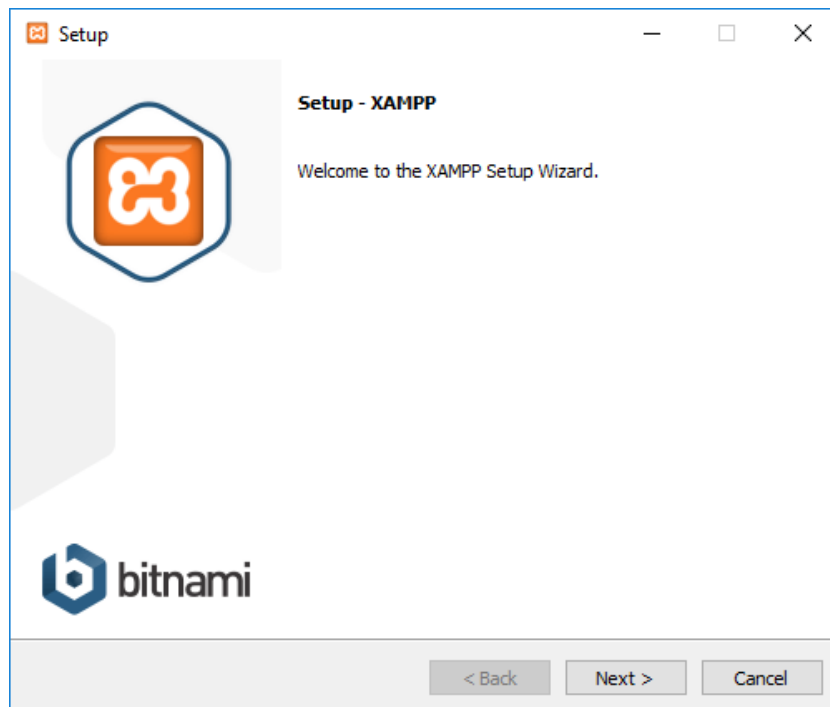 Setup
Setup - XAMPP
Welcome to the XAMPP Setup Wizard.
bitnami
< Back Next > Cancel